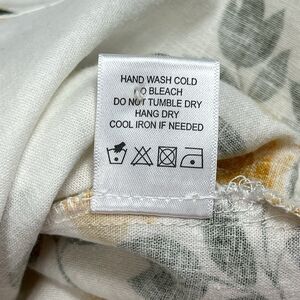 HAND WASH COLD
NO BLEACH
DO NOT TUMBLE DRY
HANG DRY
COOL IRON IF NEEDED